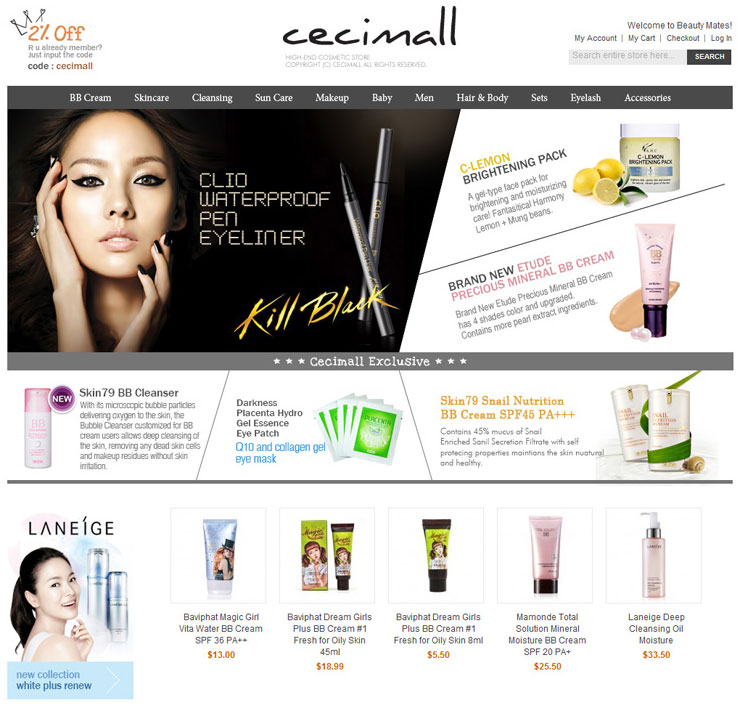 2% Off
R u already member?
Just input the code
code : cecimall
cecimall
HIGH-END COSMETIC STORE
COPYRIGHT (C) CECIMALL ALL RIGHTS RESERVED.
Welcome to Beauty Mates!
My Account | My Cart | Checkout | Log In
Search entire store here...
SEARCH
BB Cream Skincare Cleansing Sun Care Makeup Baby Men Hair & Body Sets Eyelash Accessories
CLIO
WATERPROOF
PEN
EYELINER
Kill Black
C-LEMON
BRIGHTENING PACK
A gel-type face pack for
brightening and moisturizing
care! Fantasitical Harmony
Lemon + Mung beans.
C-LEMON
BRIGHTENING PACK
BRAND NEW ETUDE
PRECIOUS MINERAL BB CREAM
Brand New Etude Precious Mineral BB Cream
has 4 shades color and upgraded.
Contains more pearl extract ingredients.
BB
★ ★ ★ Cecimall Exclusive ★ ★ ★
NEW
BB
Skin79 BB Cleanser
With its microscopic bubble particles
delivering oxygen to the skin, the
Bubble Cleanser customized for BB
cream users allows deep cleansing of
the skin, removing any dead skin cells
and makeup residues without skin
irritation.
Darkness
Placenta Hydro
Gel Essence
Eye Patch
Q10 and collagen gel
eye mask
PLACENTA
Skin79 Snail Nutrition
BB Cream SPF45 PA+++
Contains 45% mucus of Snail
Enriched Sanil Secretion Filtrate with self
protecing properties maintians the skin nuatural
and healthy.
LANEÍGE
new collection
white plus renew
Baviphat Magic Girl
Vita Water BB Cream
SPF 36 PA++
$13.00
Baviphat Dream Girls
Plus BB Cream #1
Fresh for Oily Skin
45ml
$18.99
Baviphat Dream Girls
Plus BB Cream #1
Fresh for Oily Skin 8ml
$5.50
Mamonde Total
Solution Mineral
Moisture BB Cream
SPF 20 PA+
$25.50
Laneige Deep
Cleansing Oil
Moisture
$33.50